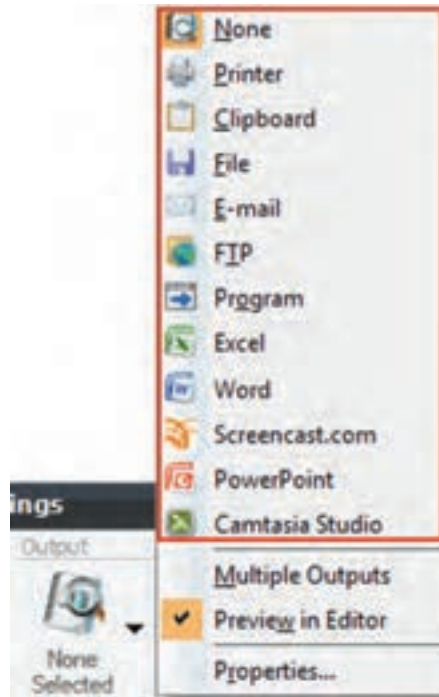 None
Printer
Clipboard
File
E-mail
FTP
Program
Excel
Word
Screencast.com
PowerPoint
Camtasia Studio
ings
Output
None
Selected
Multiple Outputs
Preview in Editor
Properties...